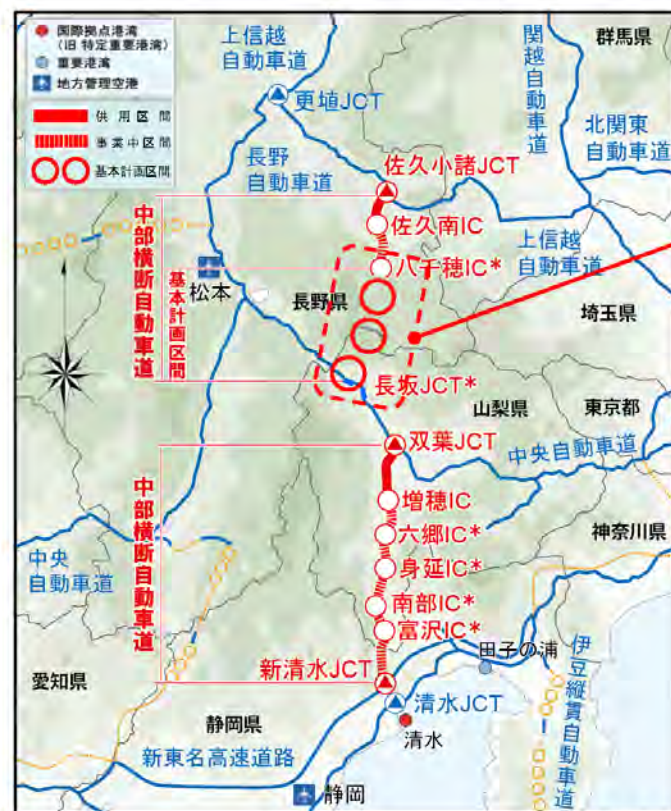 国際拠点港湾
(旧 特定重要港湾)
重要港湾
地方管理空港
供用区間
事業中区間
基本計画区間
上信越
自動車道
更埴JCT
長野
自動車道
関越自動車道
群馬県
北関東
自動車道
佐久小諸JCT
佐久南IC
上信越
自動車道
八千穂IC*
中部横断自動車道
基本計画区間
松本
長野県
埼玉県
長坂JCT*
山梨県
東京都
双葉JCT
中央自動車道
中部横断自動車道
増穂IC
六郷IC*
神奈川県
身延IC*
中央
自動車道
南部IC*
富沢IC*
田子の浦
伊豆縦貫自動車道
新清水JCT
愛知県
清水JCT
静岡県
清水
新東名高速道路
静岡